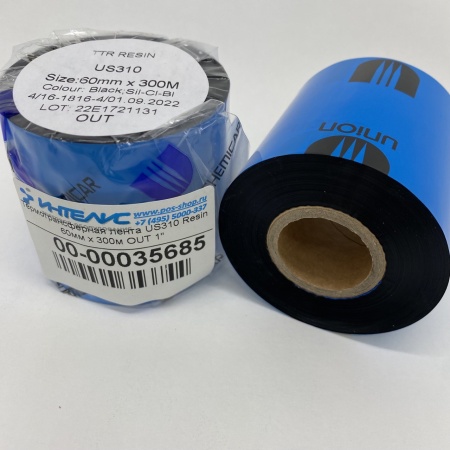 TTR RESIN
US310
Size:60mm x 300M
Colour: Black;Sil-Cl-Bl
4/16-1816-4/01.09.2022
LOT: 22E1721131
OUT
HEMICAR
ИНТЕЛИС
www.pos-shop.ru
+7 (495) 5000-337
Термотрансферная лента US310 Resin
60мм x 300м OUT 1"
00-00035685
union